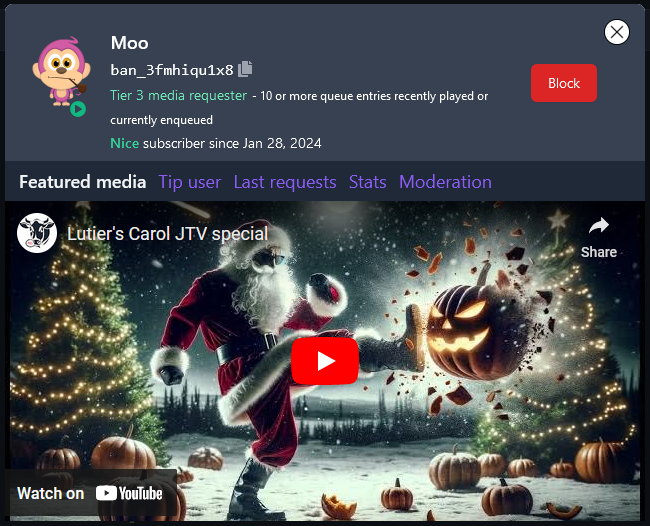 Moo
ban_3fmhiqu1x8
Tier 3 media requester - 10 or more queue entries recently played or
currently enqueued
Nice subscriber since Jan 28, 2024
Block
Featured media Tip user Last requests Stats Moderation
Lutier's Carol JTV special
Share
Watch on YouTube